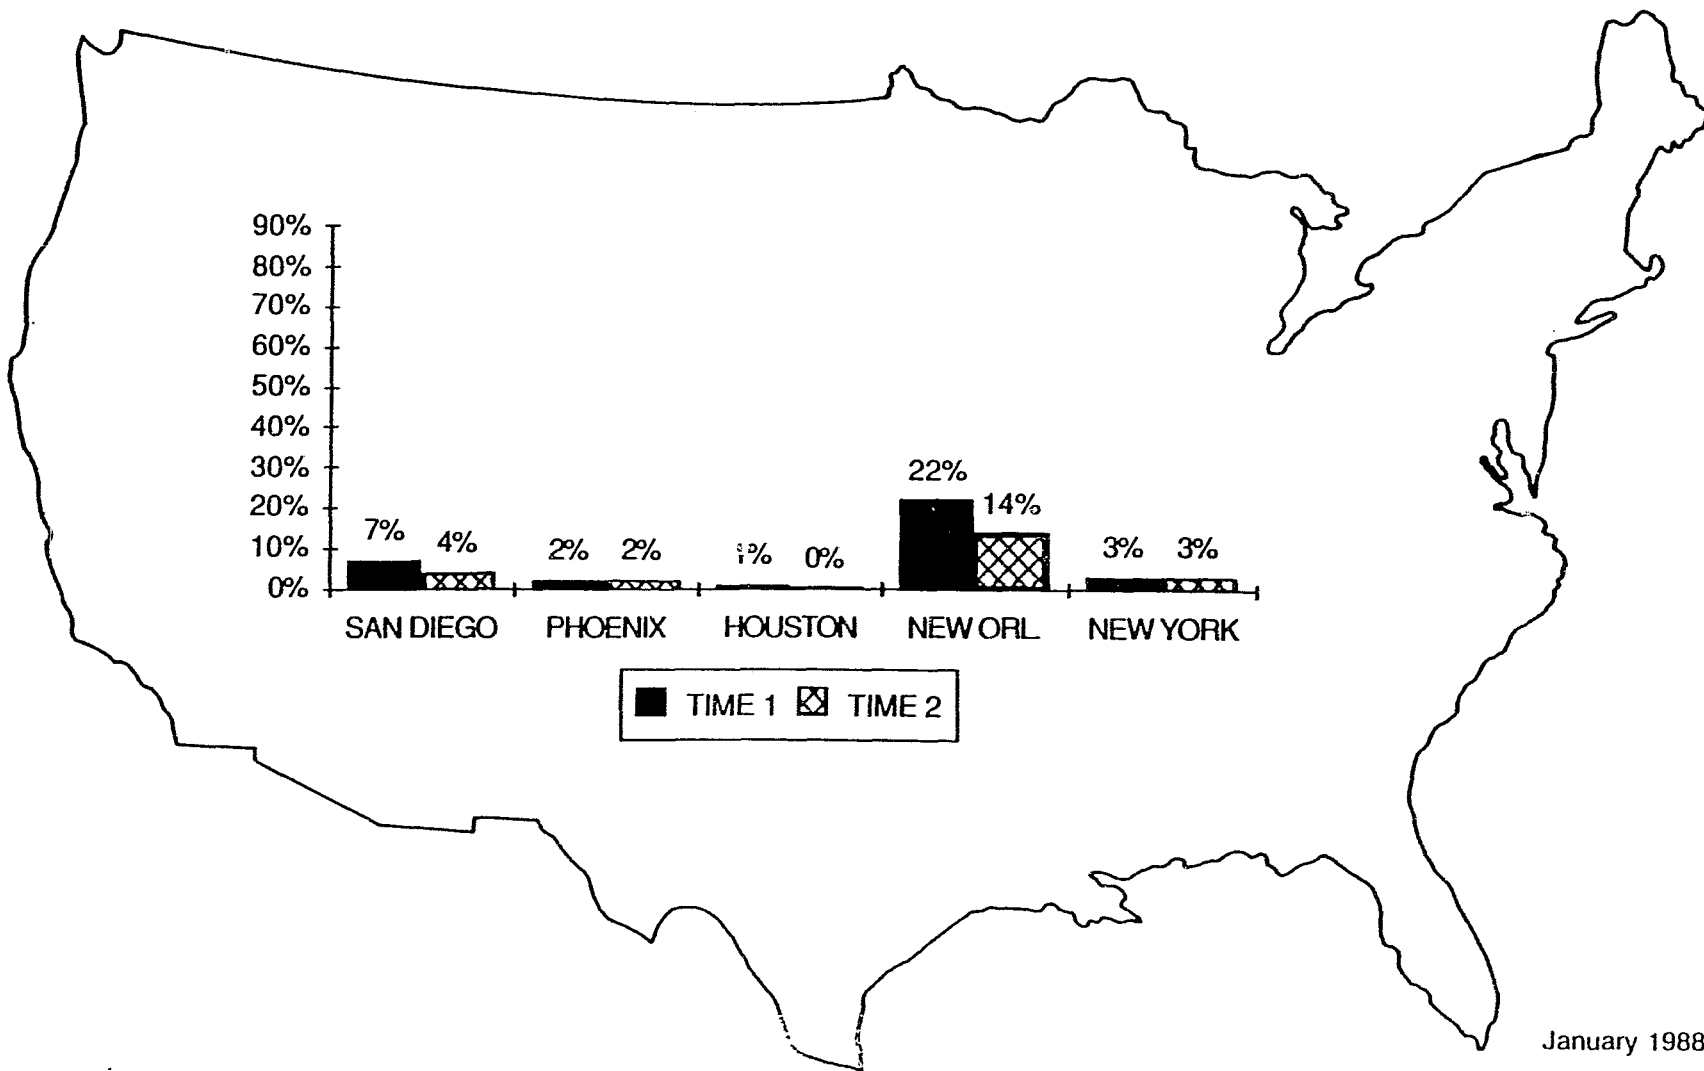 90%
80%
70%
60%
50%
40%
30%
20%
10%
0%
7% 4% 2% 2% 1% 0% 22% 14% 3% 3%
SAN DIEGO PHOENIX HOUSTON NEW ORL NEW YORK
TIME 1 TIME 2
January 1988